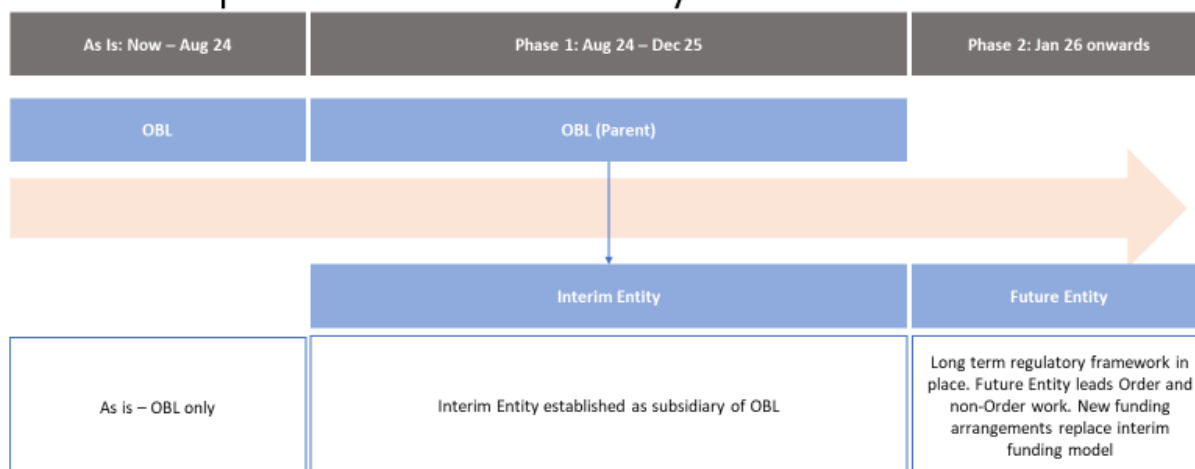 As Is: Now – Aug 24
Phase 1: Aug 24 – Dec 25
Phase 2: Jan 26 onwards
OBL
OBL (Parent)
Interim Entity
Future Entity
As is – OBL only
Interim Entity established as subsidiary of OBL
Long term regulatory framework in
place. Future Entity leads Order and
non-Order work. New funding
arrangements replace interim
funding model